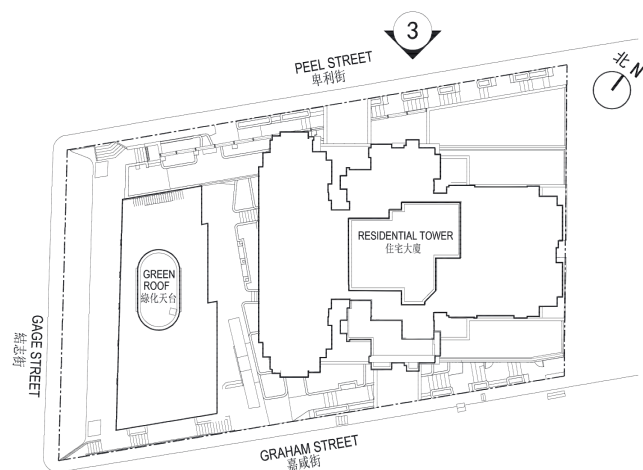 3
PEEL STREET
卑利街
北 N
RESIDENTIAL TOWER
住宅大廈
GREEN
ROOF
綠化天台
GAGE STREET
結志街
GRAHAM STREET
嘉咸街